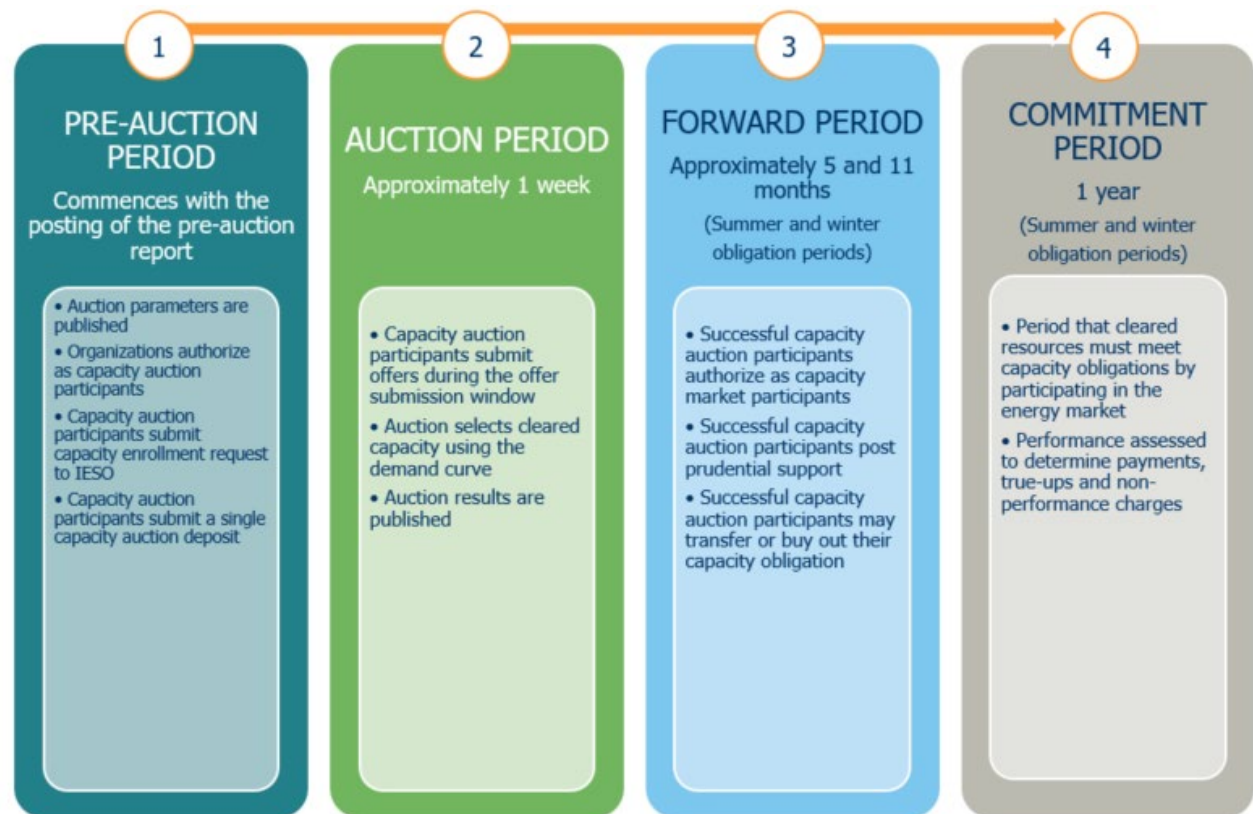 1
PRE-AUCTION
PERIOD
Commences with the
posting of the pre-auction
report
• Auction parameters are
published
• Organizations authorize
as capacity auction
participants
• Capacity auction
participants submit
capacity enrollment request
to IESO
• Capacity auction
participants submit a single
capacity auction deposit
2
AUCTION PERIOD
Approximately 1 week
• Capacity auction
participants submit
offers during the offer
submission window
• Auction selects cleared
capacity using the
demand curve
• Auction results are
published
3
FORWARD PERIOD
Approximately 5 and 11
months
(Summer and winter
obligation periods)
• Successful capacity
auction participants
authorize as capacity
market participants
• Successful capacity
auction participants post
prudential support
• Successful capacity
auction participants may
transfer or buy out their
capacity obligation
4
COMMITMENT
PERIOD
1 year
(Summer and winter
obligation periods)
• Period that cleared
resources must meet
capacity obligations by
participating in the
energy market
• Performance assessed
to determine payments,
true-ups and non-
performance charges